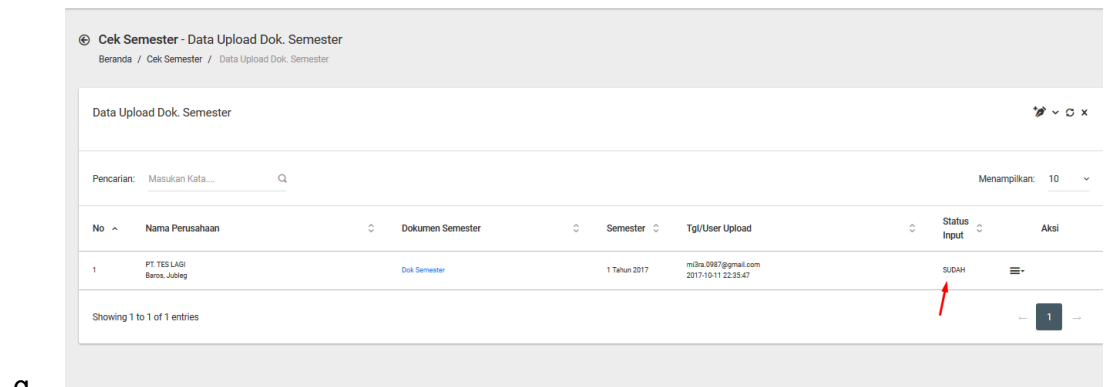 Cek Semester - Data Upload Dok. Semester
Beranda / Cek Semester / Data Upload Dok. Semester
Data Upload Dok. Semester
Pencarian: Masukan Kata.... Menampilkan: 10
No Nama Perusahaan Dokumen Semester Semester Tgl/User Upload Status Input Aksi
1 PT. TES LAGI Dok Semester 1 Tahun 2017 mi3ra.0987@gmail.com SUDAH
Baros, Jubleg 2017-10-11 22:35:47
Showing 1 to 1 of 1 entries ← 1 →